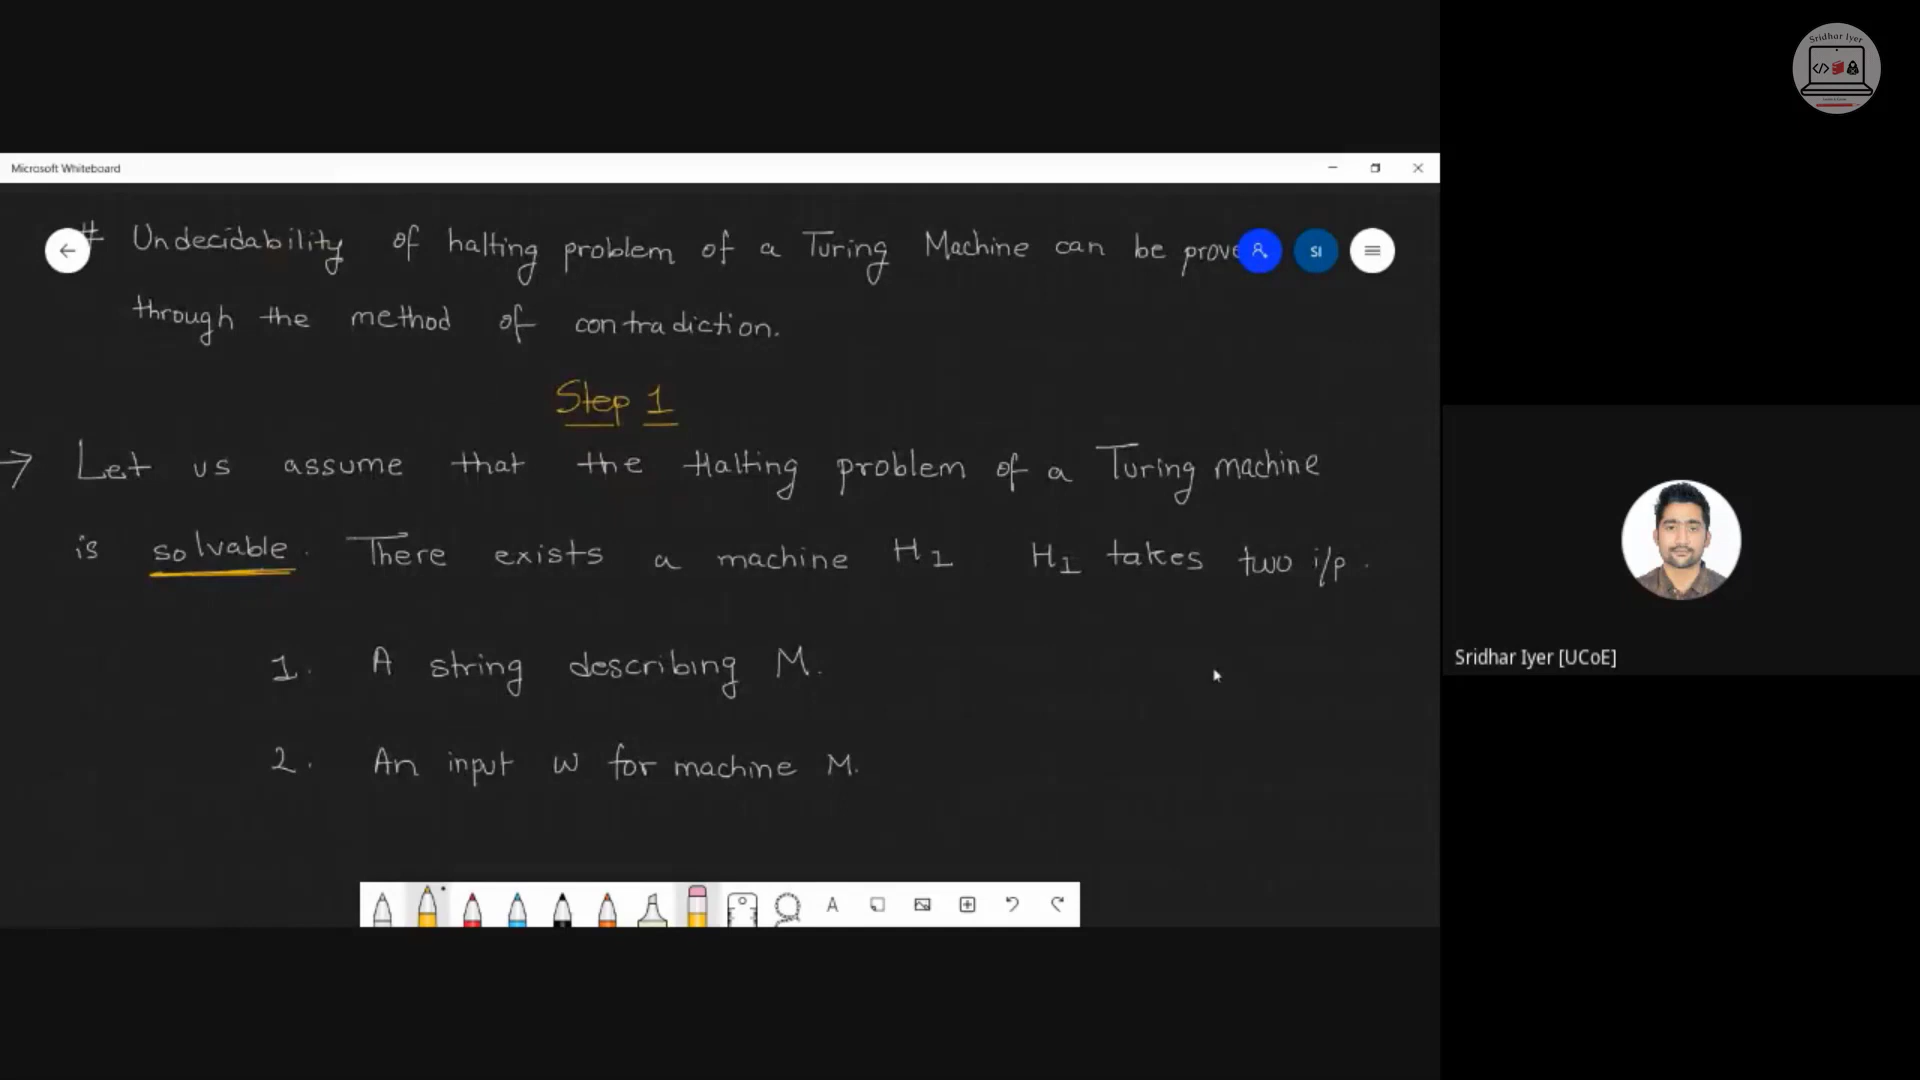 Sridhar Iyer
Microsoft Whiteboard
# Undecidability of halting problem of a Turing Machine can be prove
SI
through the method of contradiction.
Step 1
→ Let us assume that the Halting problem of a Turing machine
is solvable. There exists a machine H1 H1 takes two i/p.
1. A string describing M.
Sridhar Iyer [UCoE]
2. An input w for machine M.
A